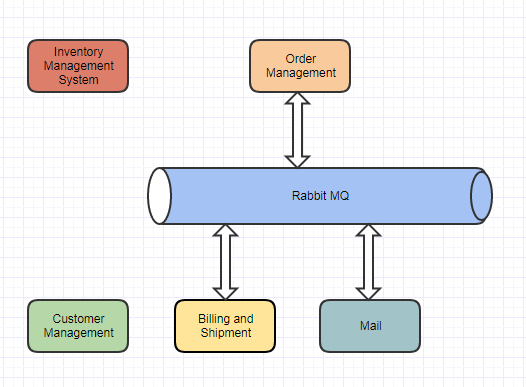 Inventory
Management
System
Order
Management
Rabbit MQ
Customer
Management
Billing and
Shipment
Mail